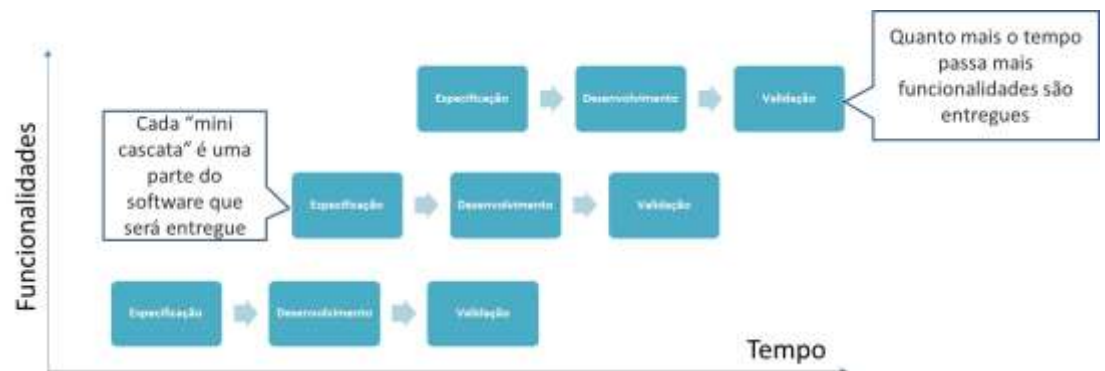 Quanto mais o tempo
passa mais
funcionalidades são
entregues
Especificação
Desenvolvimento
Validação
Cada "mini
cascata" é uma
parte do
software que
será entregue
Especificação
Desenvolvimento
Validação
Especificação
Desenvolvimento
Validação
Funcionalidades
Tempo